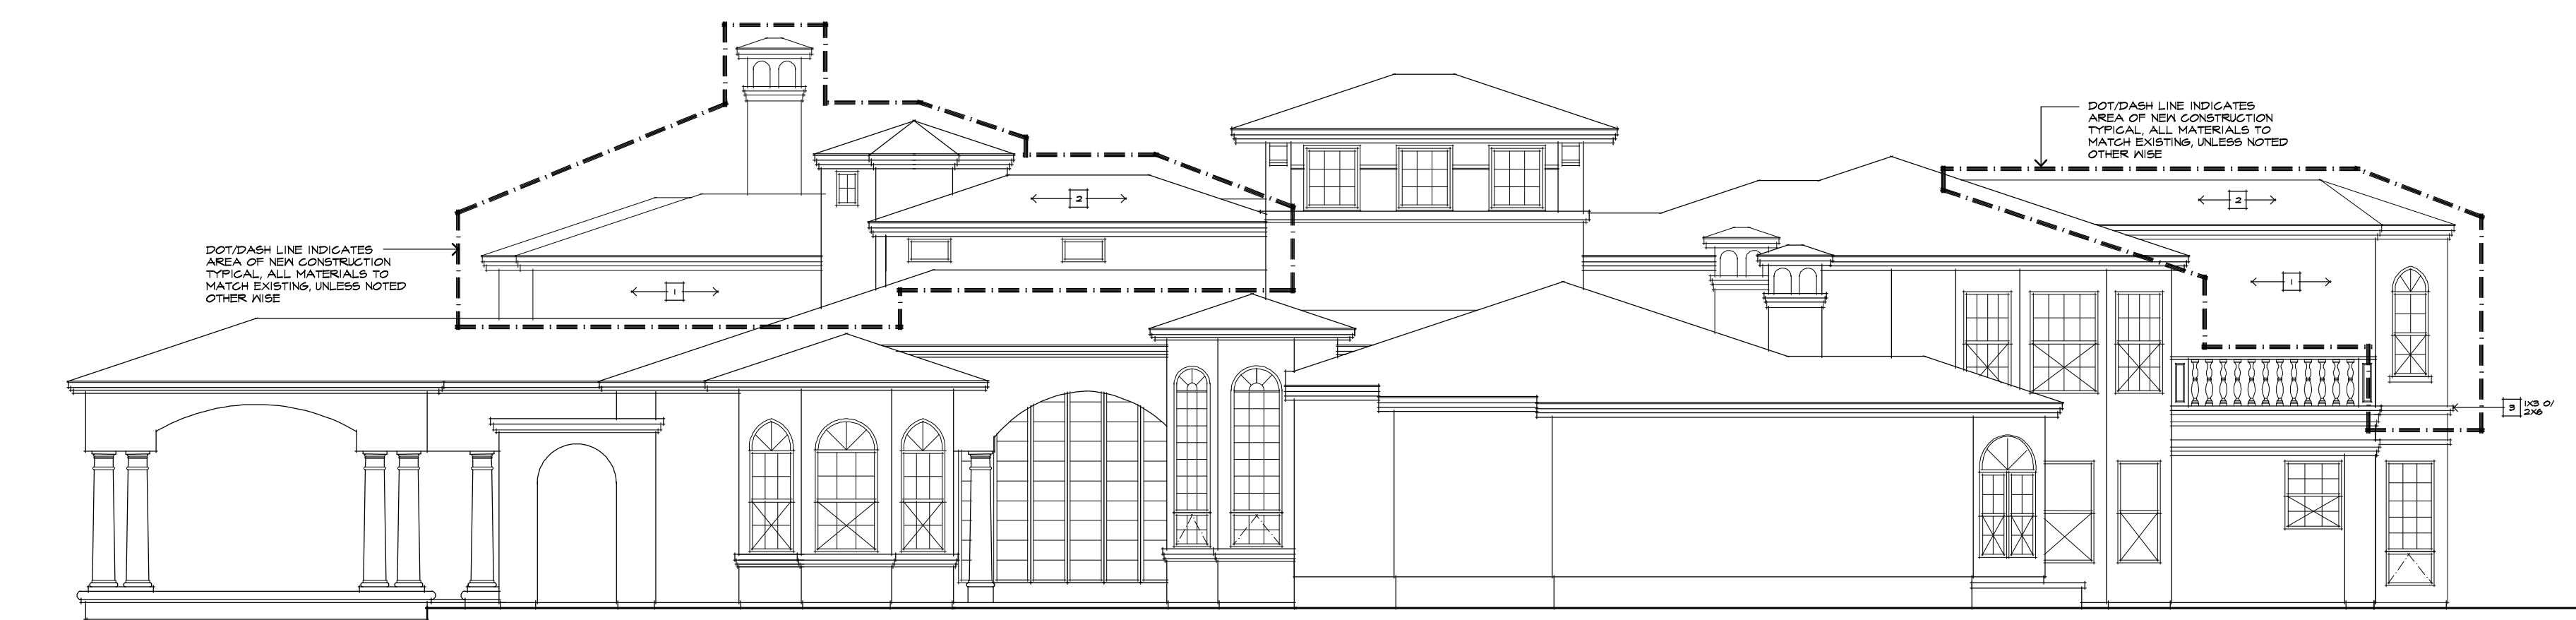 DOT/DASH LINE INDICATES
AREA OF NEW CONSTRUCTION
TYPICAL, ALL MATERIALS TO
MATCH EXISTING, UNLESS NOTED
OTHER WISE
1
2
DOT/DASH LINE INDICATES
AREA OF NEW CONSTRUCTION
TYPICAL, ALL MATERIALS TO
MATCH EXISTING, UNLESS NOTED
OTHER WISE
2
1
3 1X3 O/
2X6